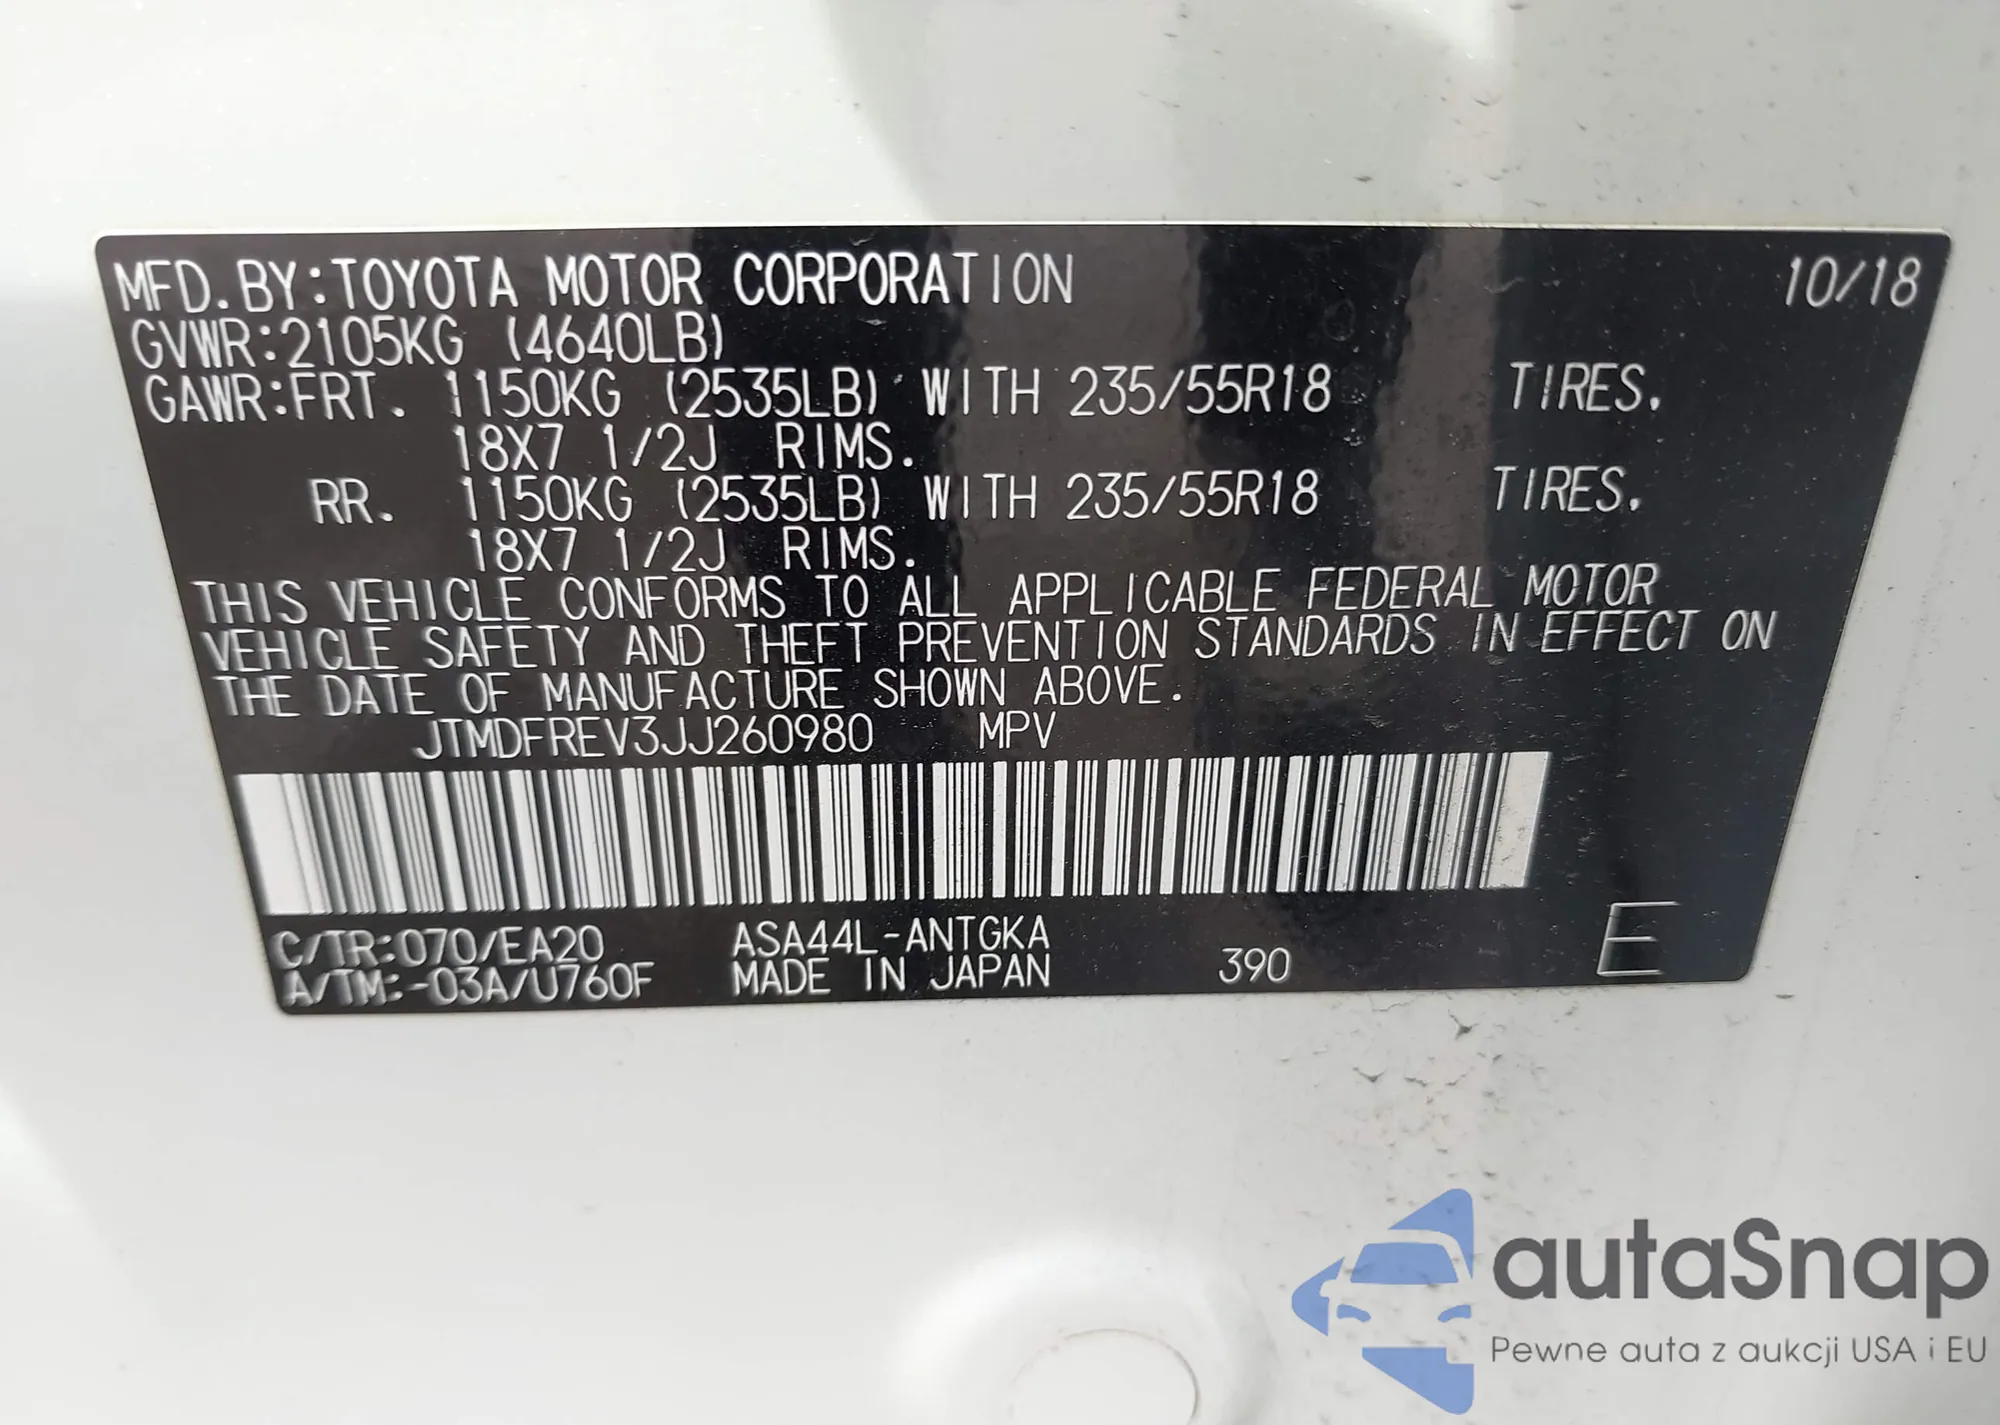 MFD.BY:TOYOTA MOTOR CORPORATION 10/18
GVWR:2105KG (4640LB)
GAWR:FRT. 1150KG (2535LB) WITH 235/55R18 TIRES.
18X7 1/2J RIMS.
RR. 1150KG (2535LB) WITH 235/55R18 TIRES.
18X7 1/2J RIMS.
THIS VEHICLE CONFORMS TO ALL APPLICABLE FEDERAL MOTOR
VEHICLE SAFETY AND THEFT PREVENTION STANDARDS IN EFFECT ON
THE DATE OF MANUFACTURE SHOWN ABOVE.
JTMDFREV3JJ260980 MPV
C/TR:070/EA20 ASA44L-ANTGKA
A/TM:-03A/U760F MADE IN JAPAN 390 E
autaSnap
Pewne auta z aukcji USA i EU